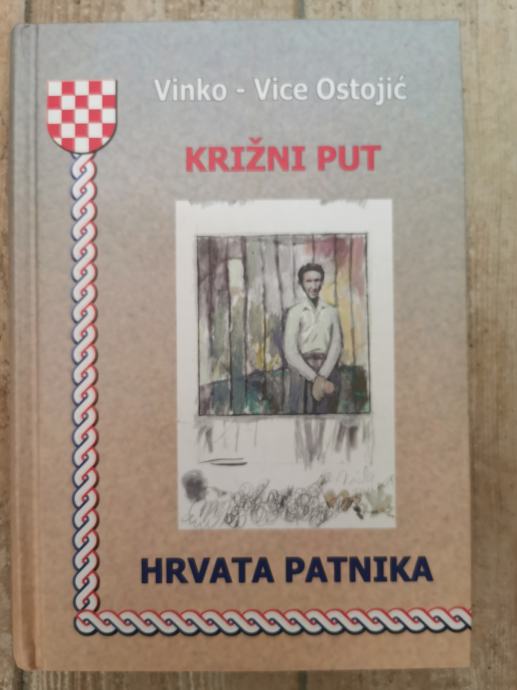 Vinko - Vice Ostojić
KRIŽNI PUT
HRVATA PATNIKA